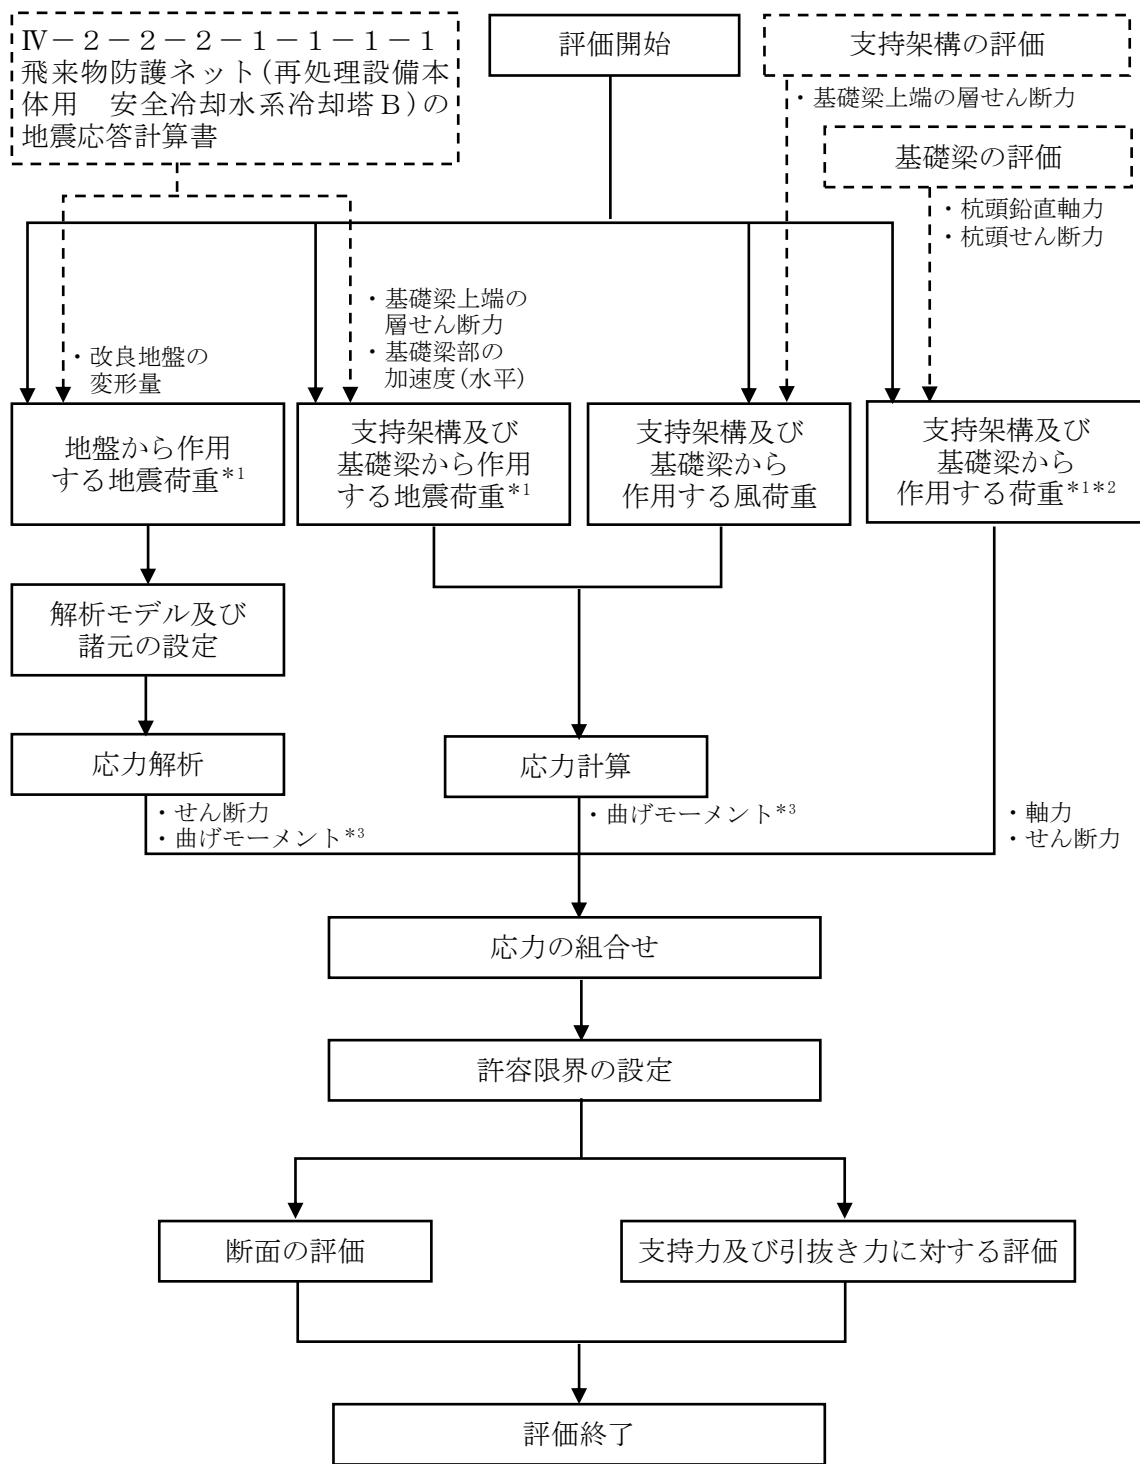 Ⅳ－２－２－２－１－１－１－１
飛来物防護ネット(再処理設備本
体用　安全冷却水系冷却塔Ｂ)の
地震応答計算書
評価開始
支持架構の評価
・基礎梁上端の層せん断力
基礎梁の評価
・杭頭鉛直軸力
・杭頭せん断力
・改良地盤の
変形量
・基礎梁上端の
層せん断力
・基礎梁部の
加速度(水平)
地盤から作用
する地震荷重*1
支持架構及び
基礎梁から作用
する地震荷重*1
支持架構及び
基礎梁から
作用する風荷重
支持架構及び
基礎梁から
作用する荷重*1*2
解析モデル及び
諸元の設定
応力解析
・せん断力
・曲げモーメント*3
応力計算
・曲げモーメント*3
・軸力
・せん断力
応力の組合せ
許容限界の設定
断面の評価
支持力及び引抜き力に対する評価
評価終了